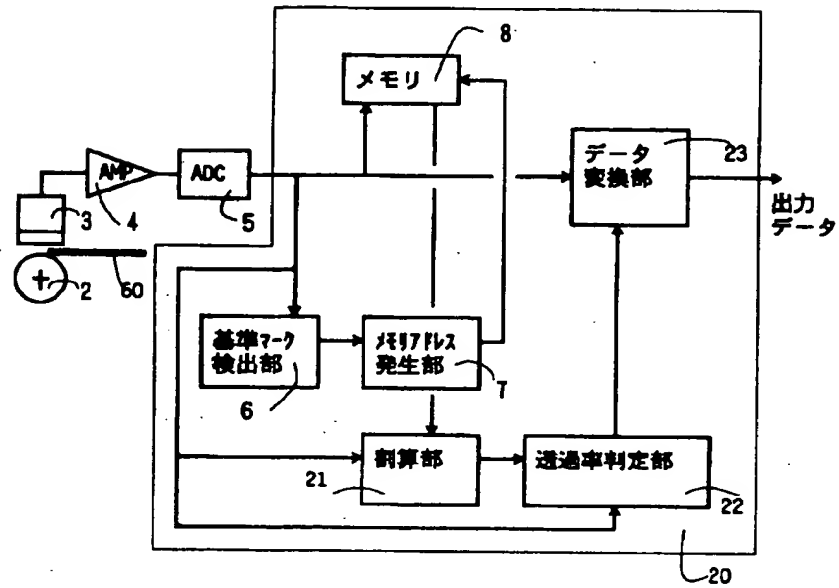 8
メモリ
データ
変換部
23
AMP
ADC
3
4
5
出力
データ
2
60
基準マーク
検出部
メモリアドレス
発生部
6
7
割算部
透過率判定部
21
22
20